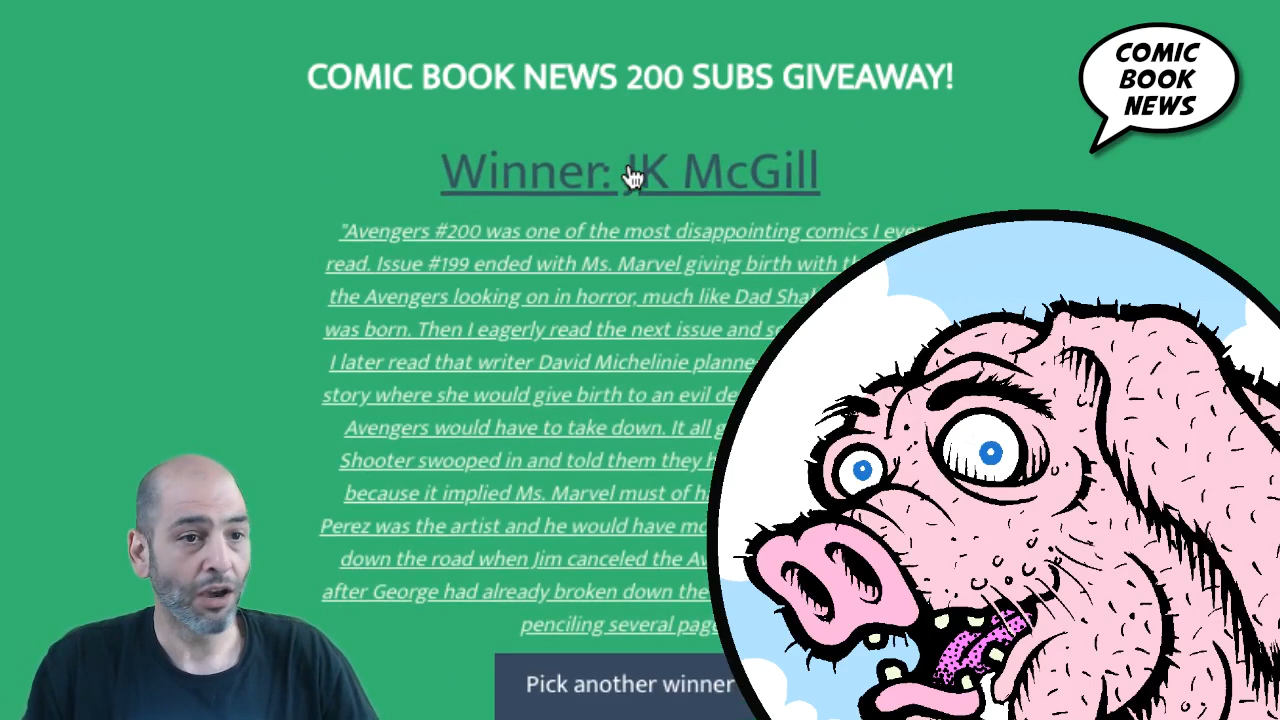 COMIC BOOK NEWS 200 SUBS GIVEAWAY!
COMIC
BOOK
NEWS
Winner: JK McGill
"Avengers #200 was one of the most disappointing comics I ever
read. Issue #199 ended with Ms. Marvel giving birth with
the Avengers looking on in horror, much like Dad
was born. Then I eagerly read the next issue and
I later read that writer David Michelinie
story where she would give birth to an evil
Avengers would have to take down. It all
Shooter swooped in and told them they
because it implied Ms. Marvel must of
Perez was the artist and he would have
down the road when Jim canceled the
after George had already broken down the
penciling several
Pick another winner